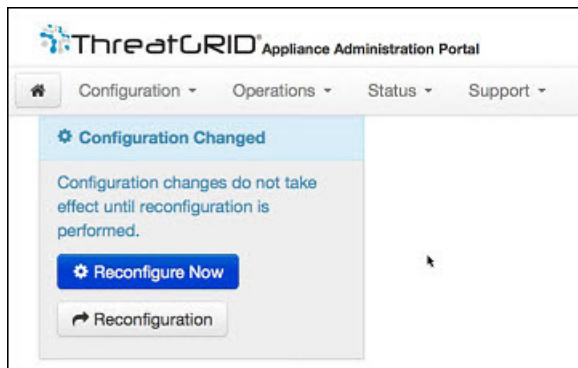 ThreatGRID® Appliance Administration Portal
Configuration Operations Status Support
Configuration Changed
Configuration changes do not take
effect until reconfiguration is
performed.
Reconfigure Now
Reconfiguration